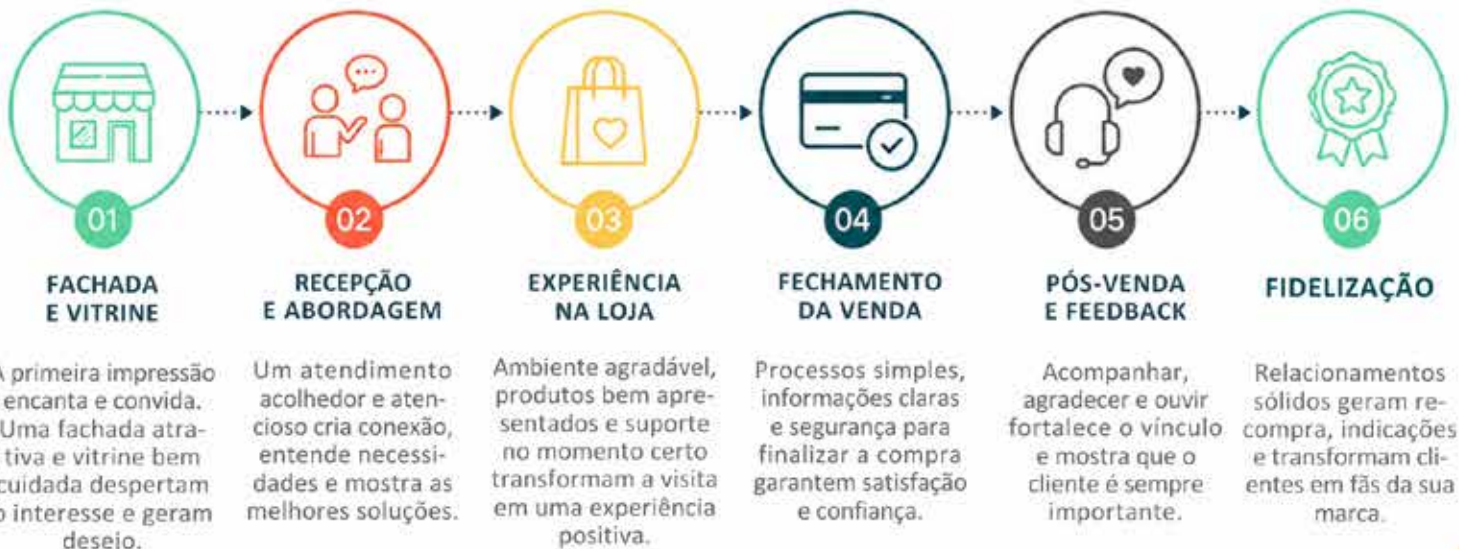 01
FACHADA
E VITRINE
A primeira impressão
encanta e convida.
Uma fachada atra-
tiva e vitrine bem
cuidada despertam
o interesse e geram
desejo.
02
RECEPÇÃO
E ABORDAGEM
Um atendimento
acolhedor e aten-
cioso cria conexão,
entende necessi-
dades e mostra as
melhores soluções.
03
EXPERIÊNCIA
NA LOJA
Ambiente agradável,
produtos bem apre-
sentados e suporte
no momento certo
transformam a visita
em uma experiência
positiva.
04
FECHAMENTO
DA VENDA
Processos simples,
informações claras
e segurança para
finalizar a compra
garantem satisfação
e confiança.
05
PÓS-VENDA
E FEEDBACK
Acompanhar,
agradecer e ouvir
fortalece o vínculo
e mostra que o
cliente é sempre
importante.
06
FIDELIZAÇÃO
Relacionamentos
sólidos geram re-
compra, indicações
e transformam cli-
entes em fãs da sua
marca.